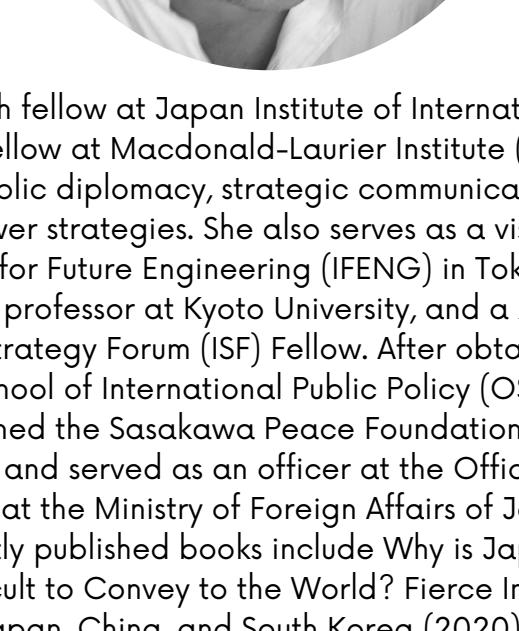 h fellow at Japan Institute of Internat
ellow at Macdonald-Laurier Institute (
olic diplomacy, strategic communica
ver strategies. She also serves as a vis
for Future Engineering (IFENG) in Tok
professor at Kyoto University, and a
trategy Forum (ISF) Fellow. After obta
hool of International Public Policy (OS
ned the Sasakawa Peace Foundation
and served as an officer at the Offic
at the Ministry of Foreign Affairs of J
tly published books include Why is Jap
cult to Convey to the World? Fierce In
apan, China, and South Korea (2020)